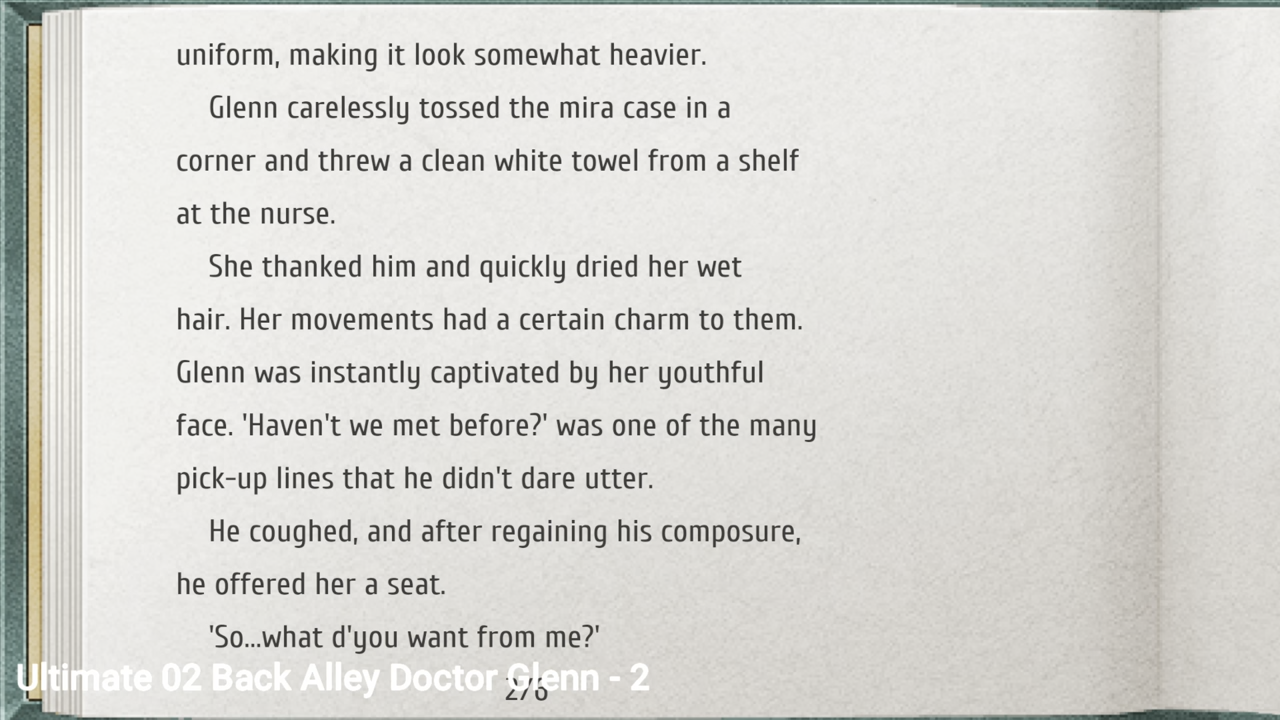 uniform, making it look somewhat heavier.
Glenn carelessly tossed the mira case in a
corner and threw a clean white towel from a shelf
at the nurse.
She thanked him and quickly dried her wet
hair. Her movements had a certain charm to them.
Glenn was instantly captivated by her youthful
face. 'Haven't we met before?' was one of the many
pick-up lines that he didn't dare utter.
He coughed, and after regaining his composure,
he offered her a seat.
'So...what d'you want from me?'
Ultimate 02 Back Alley Doctor Glenn - 2
2/6